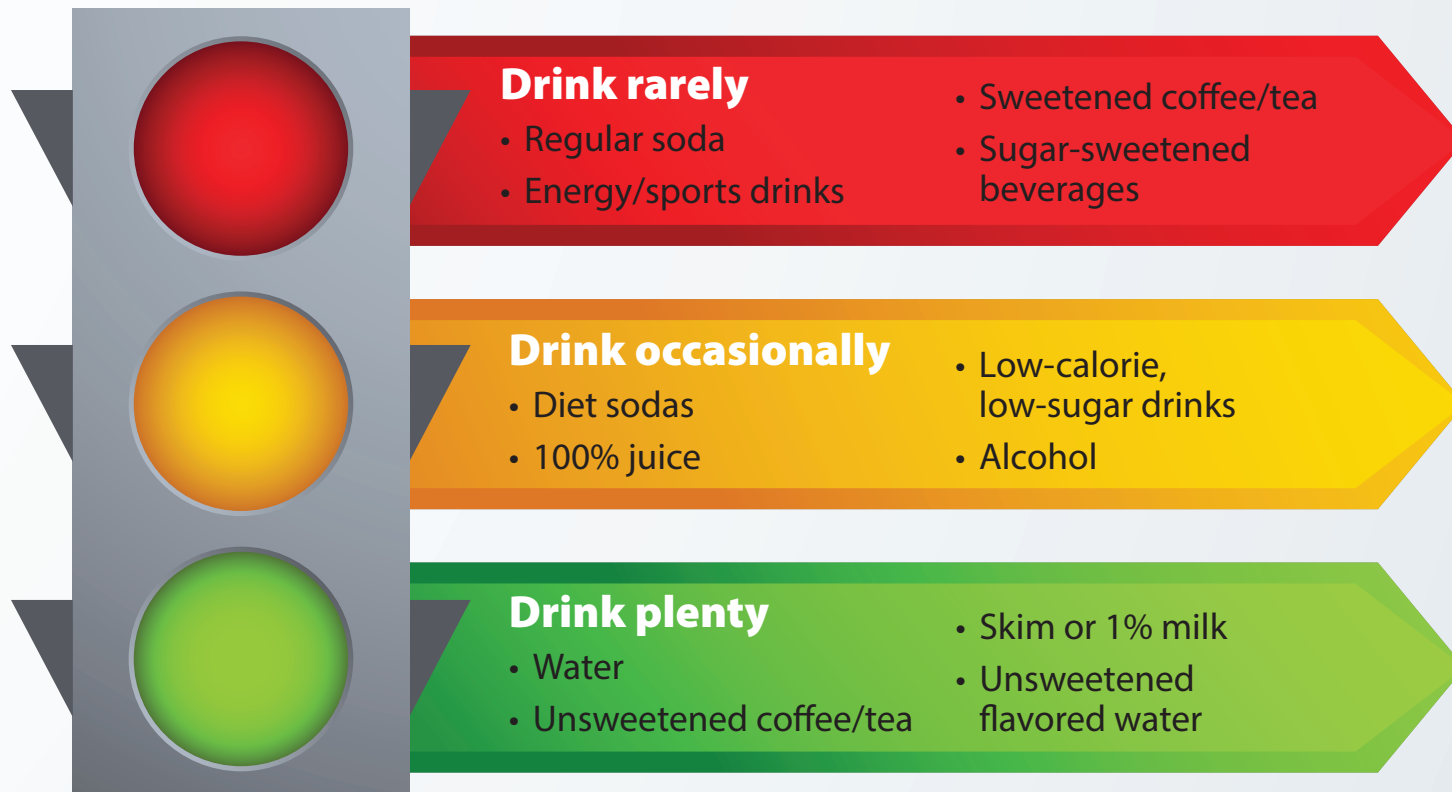 Drink rarely
• Regular soda
• Energy/sports drinks
• Sweetened coffee/tea
• Sugar-sweetened
beverages
Drink occasionally
• Diet sodas
• 100% juice
• Low-calorie,
low-sugar drinks
• Alcohol
Drink plenty
• Water
• Unsweetened coffee/tea
• Skim or 1% milk
• Unsweetened
flavored water